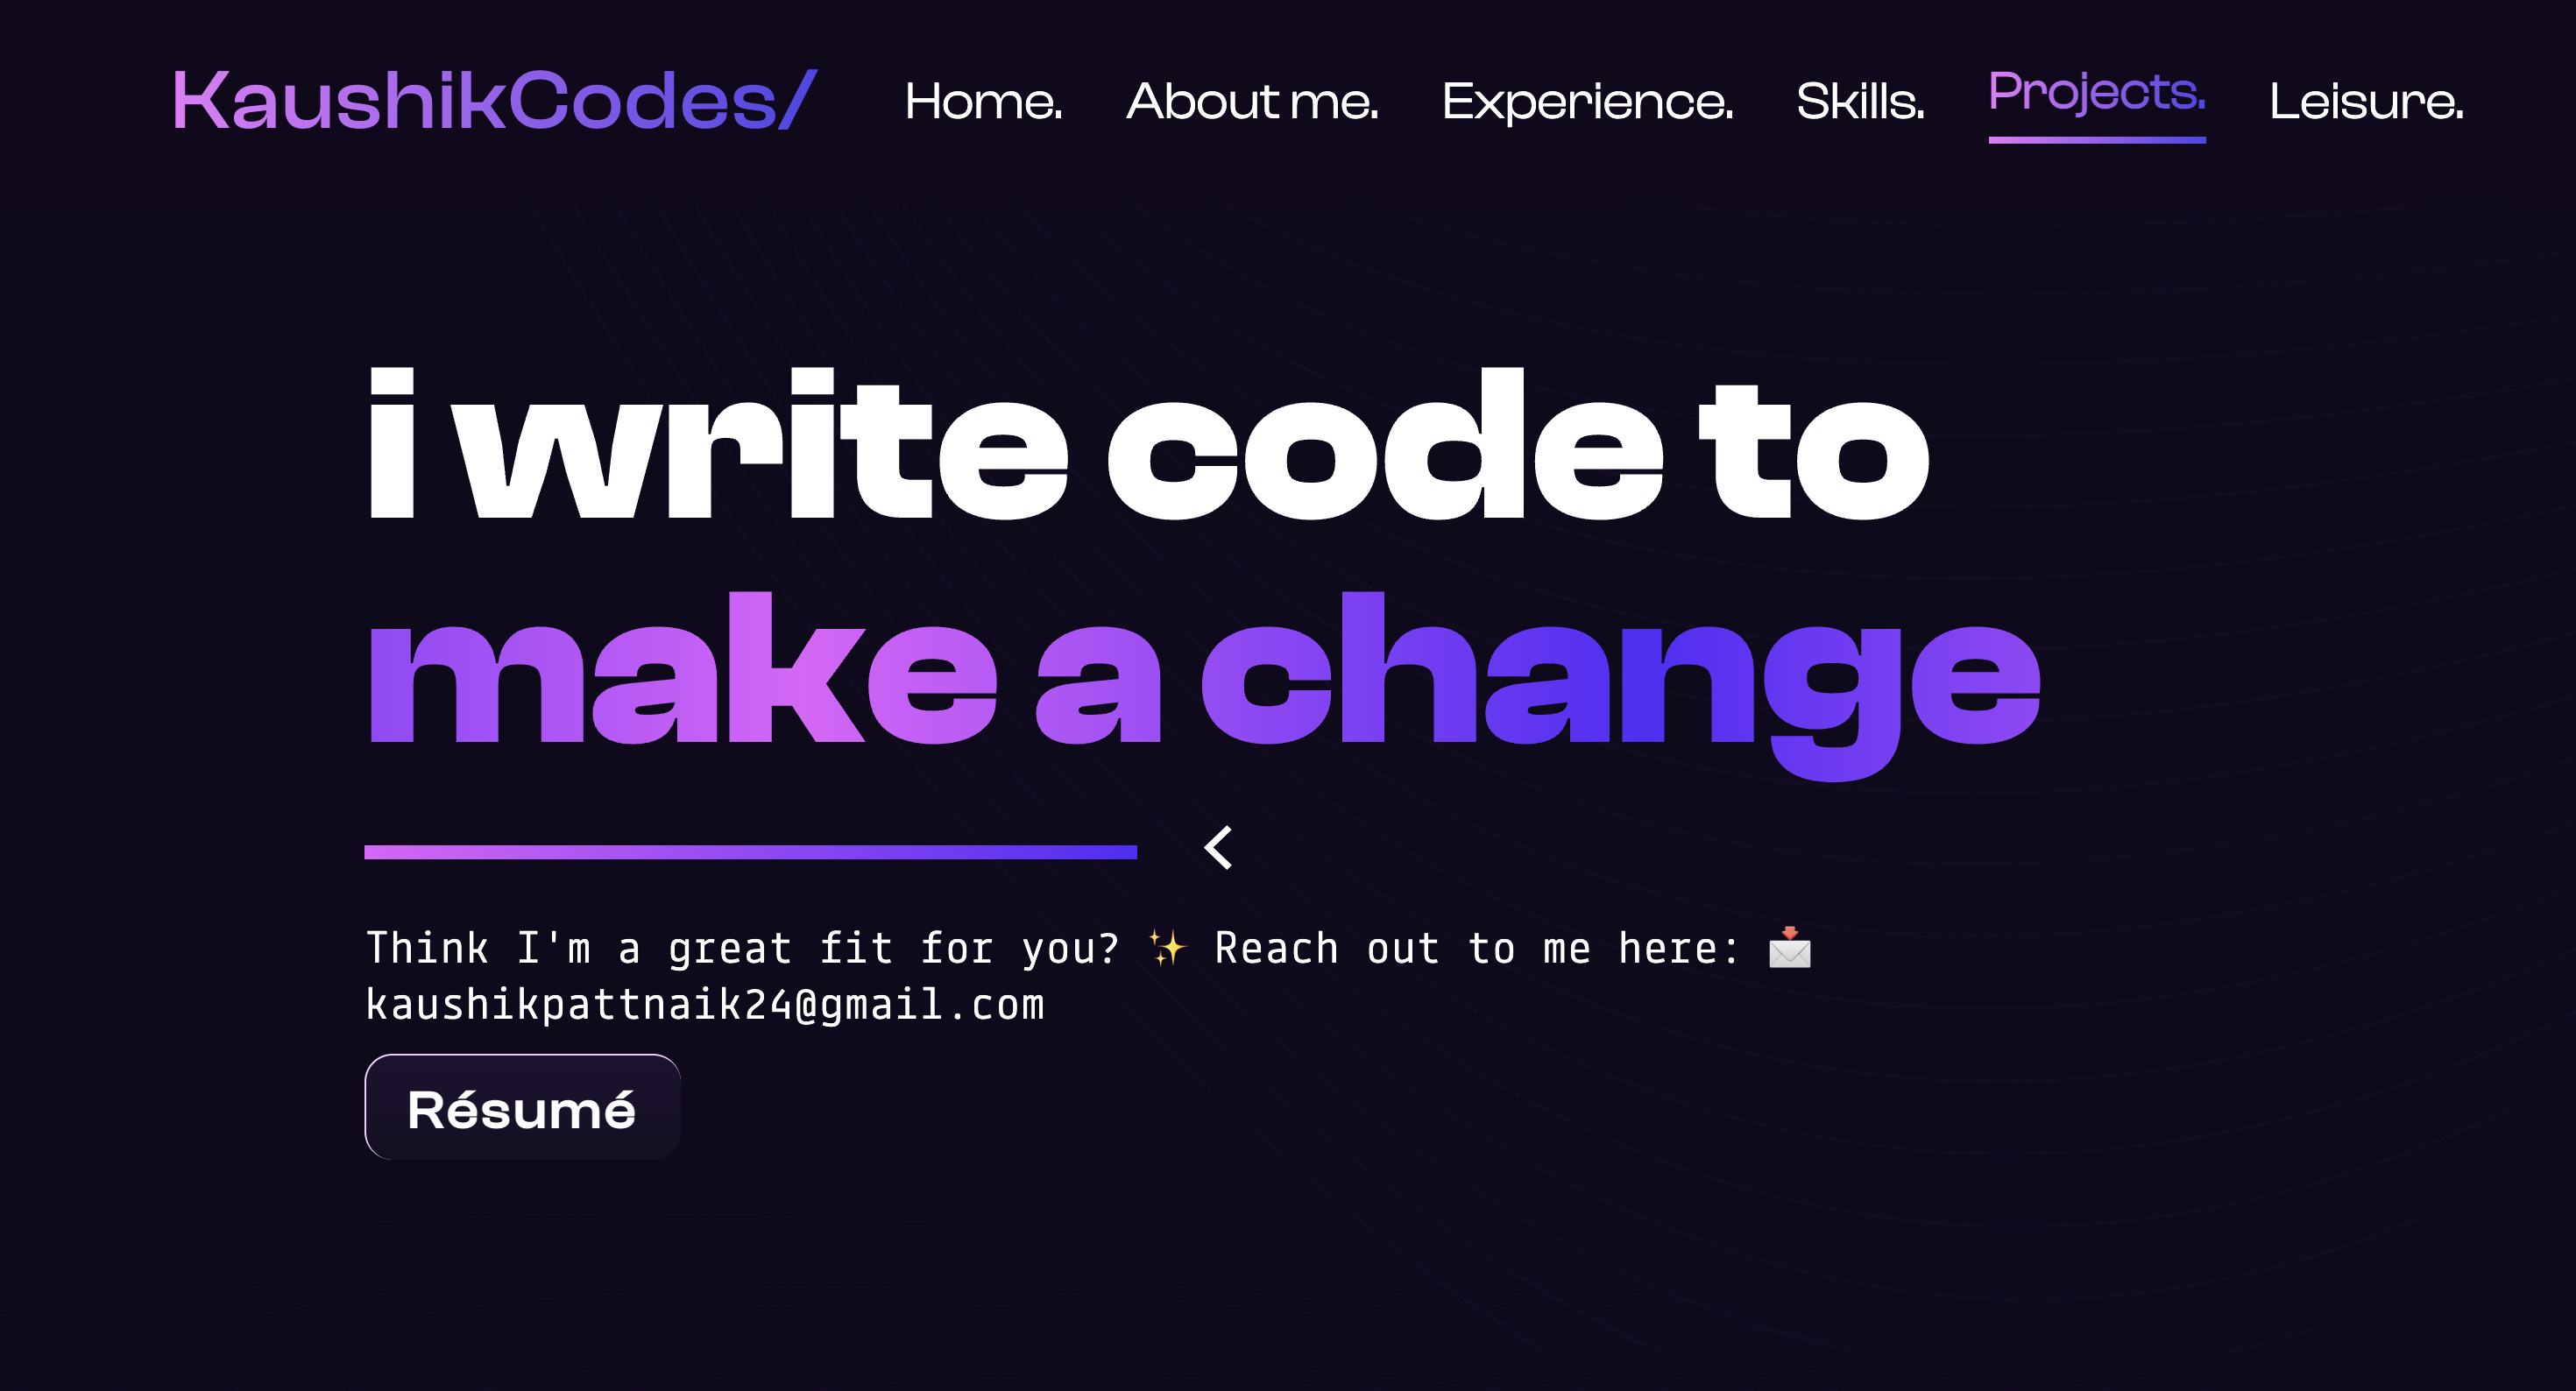 KaushikCodes/ Home. About me. Experience. Skills. Projects. Leisure.
i write code to
make a change
<
Think I'm a great fit for you? ✨ Reach out to me here: 📩
kaushikpattnaik24@gmail.com
Résumé